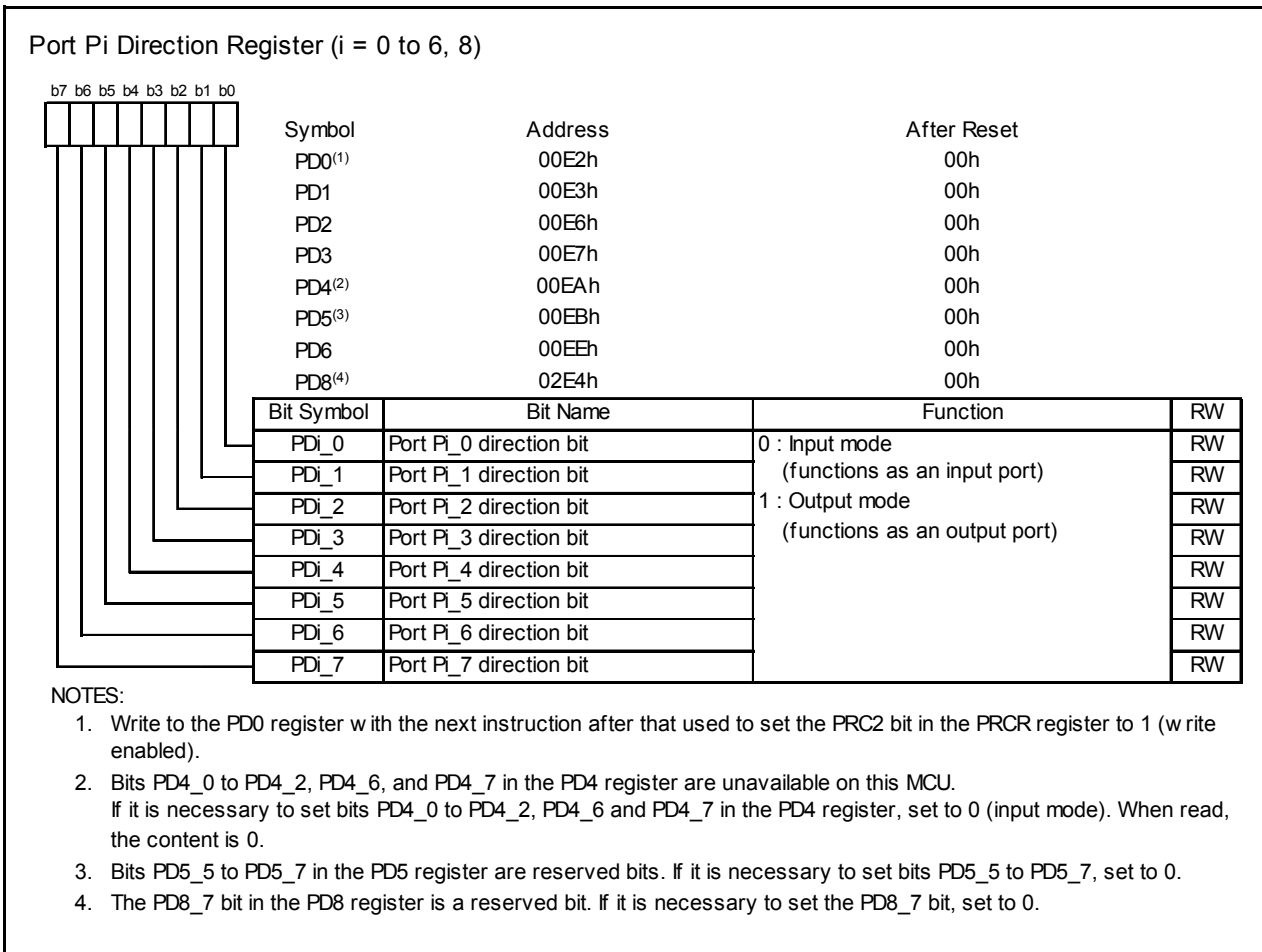 Port Pi Direction Register (i = 0 to 6, 8)
b7 b6 b5 b4 b3 b2 b1 b0
Symbol Address After Reset
PD0(1) 00E2h 00h
PD1 00E3h 00h
PD2 00E6h 00h
PD3 00E7h 00h
PD4(2) 00EAh 00h
PD5(3) 00EBh 00h
PD6 00EEh 00h
PD8(4) 02E4h 00h
Bit Symbol Bit Name Function RW
PDi_0 Port Pi_0 direction bit 0 : Input mode RW
PDi_1 Port Pi_1 direction bit (functions as an input port) RW
PDi_2 Port Pi_2 direction bit 1 : Output mode RW
PDi_3 Port Pi_3 direction bit (functions as an output port) RW
PDi_4 Port Pi_4 direction bit RW
PDi_5 Port Pi_5 direction bit RW
PDi_6 Port Pi_6 direction bit RW
PDi_7 Port Pi_7 direction bit RW
NOTES:
1. Write to the PD0 register with the next instruction after that used to set the PRC2 bit in the PRCR register to 1 (write
enabled).
2. Bits PD4_0 to PD4_2, PD4_6, and PD4_7 in the PD4 register are unavailable on this MCU.
If it is necessary to set bits PD4_0 to PD4_2, PD4_6 and PD4_7 in the PD4 register, set to 0 (input mode). When read,
the content is 0.
3. Bits PD5_5 to PD5_7 in the PD5 register are reserved bits. If it is necessary to set bits PD5_5 to PD5_7, set to 0.
4. The PD8_7 bit in the PD8 register is a reserved bit. If it is necessary to set the PD8_7 bit, set to 0.